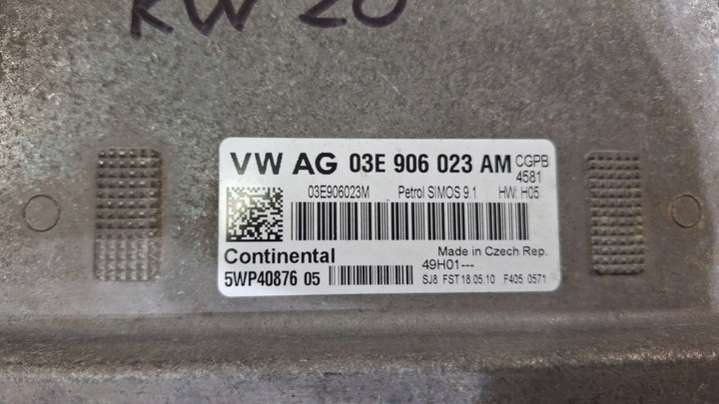 KW 20
VW AG 03E 906 023 AM CGPB
4581
03E906023M Petrol SIMOS 9.1 HW: H05
Continental Made in Czech Rep.
49H01---
5WP40876 05 SJ8 FST 18.05.10 F405 0571